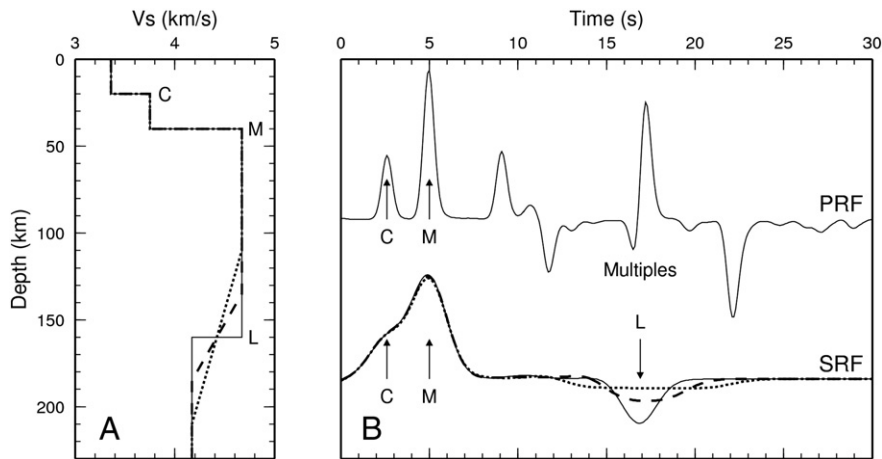 Vs (km/s)
3 4 5
Time (s)
0 5 10 15 20 25 30
Depth (km)
0
50
100
150
200
C
M
L
A
PRF
C M
Multiples
L
SRF
C M
B